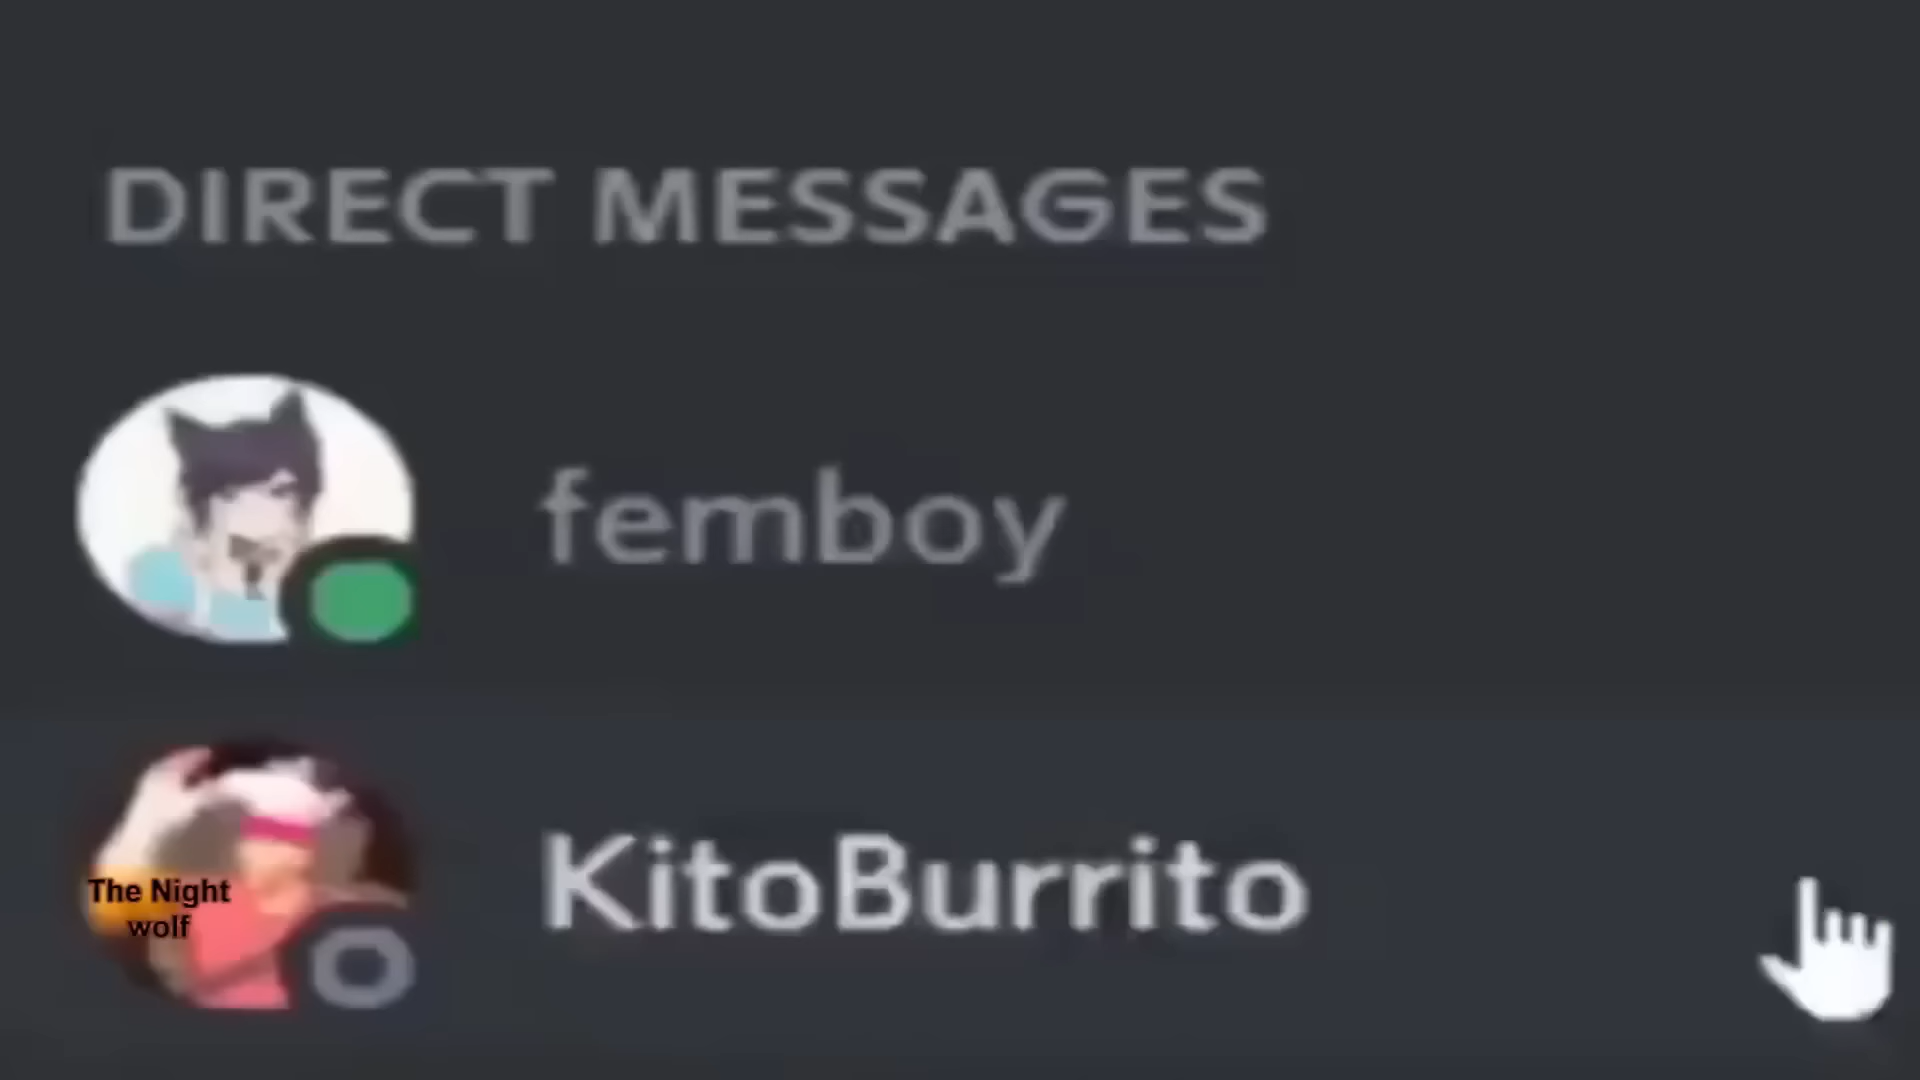 DIRECT MESSAGES
femboy
KitoBurrito
The Night
wolf